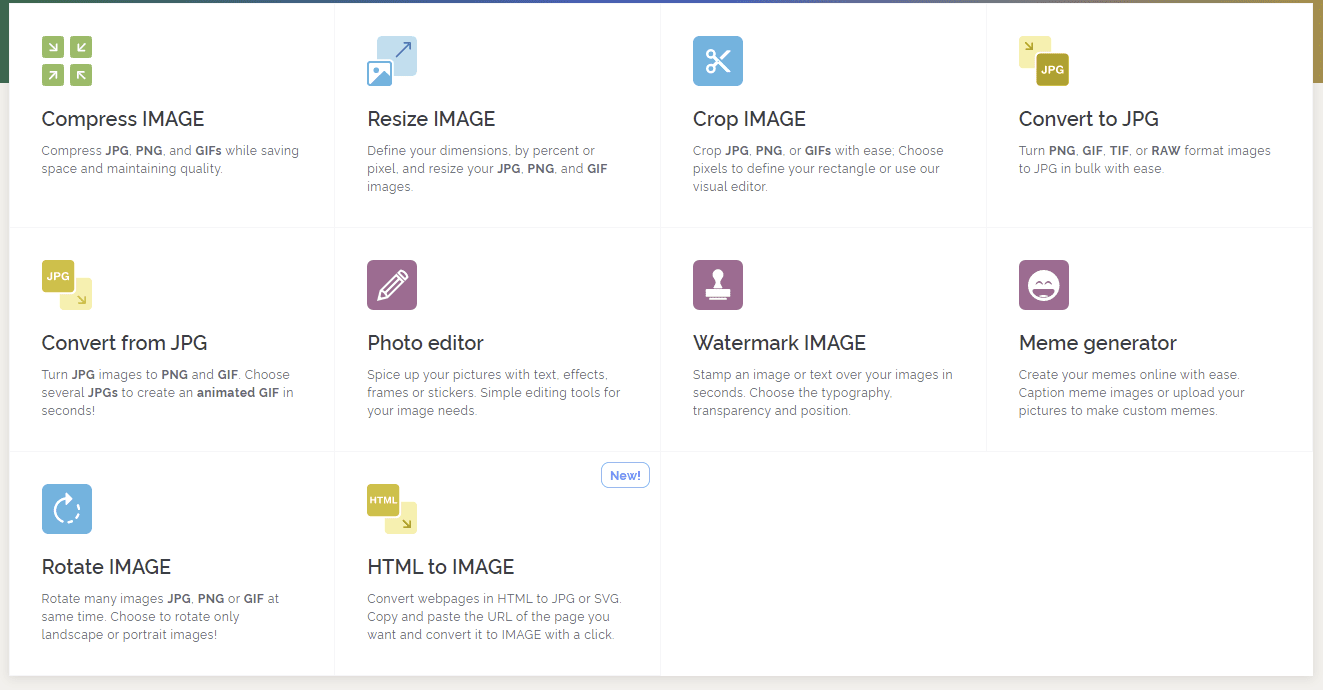 Compress IMAGE
Compress JPG, PNG, and GIFs while saving
space and maintaining quality.
Resize IMAGE
Define your dimensions, by percent or
pixel, and resize your JPG, PNG, and GIF
images.
Crop IMAGE
Crop JPG, PNG, or GIFs with ease; Choose
pixels to define your rectangle or use our
visual editor.
JPG
Convert to JPG
Turn PNG, GIF, TIF, or RAW format images
to JPG in bulk with ease.
JPG
Convert from JPG
Turn JPG images to PNG and GIF. Choose
several JPGs to create an animated GIF in
seconds!
Photo editor
Spice up your pictures with text, effects,
frames or stickers. Simple editing tools for
your image needs.
Watermark IMAGE
Stamp an image or text over your images in
seconds. Choose the typography,
transparency and position.
Meme generator
Create your memes online with ease.
Caption meme images or upload your
pictures to make custom memes.
Rotate IMAGE
Rotate many images JPG, PNG or GIF at
same time. Choose to rotate only
landscape or portrait images!
New!
HTML
HTML to IMAGE
Convert webpages in HTML to JPG or SVG.
Copy and paste the URL of the page you
want and convert it to IMAGE with a click.